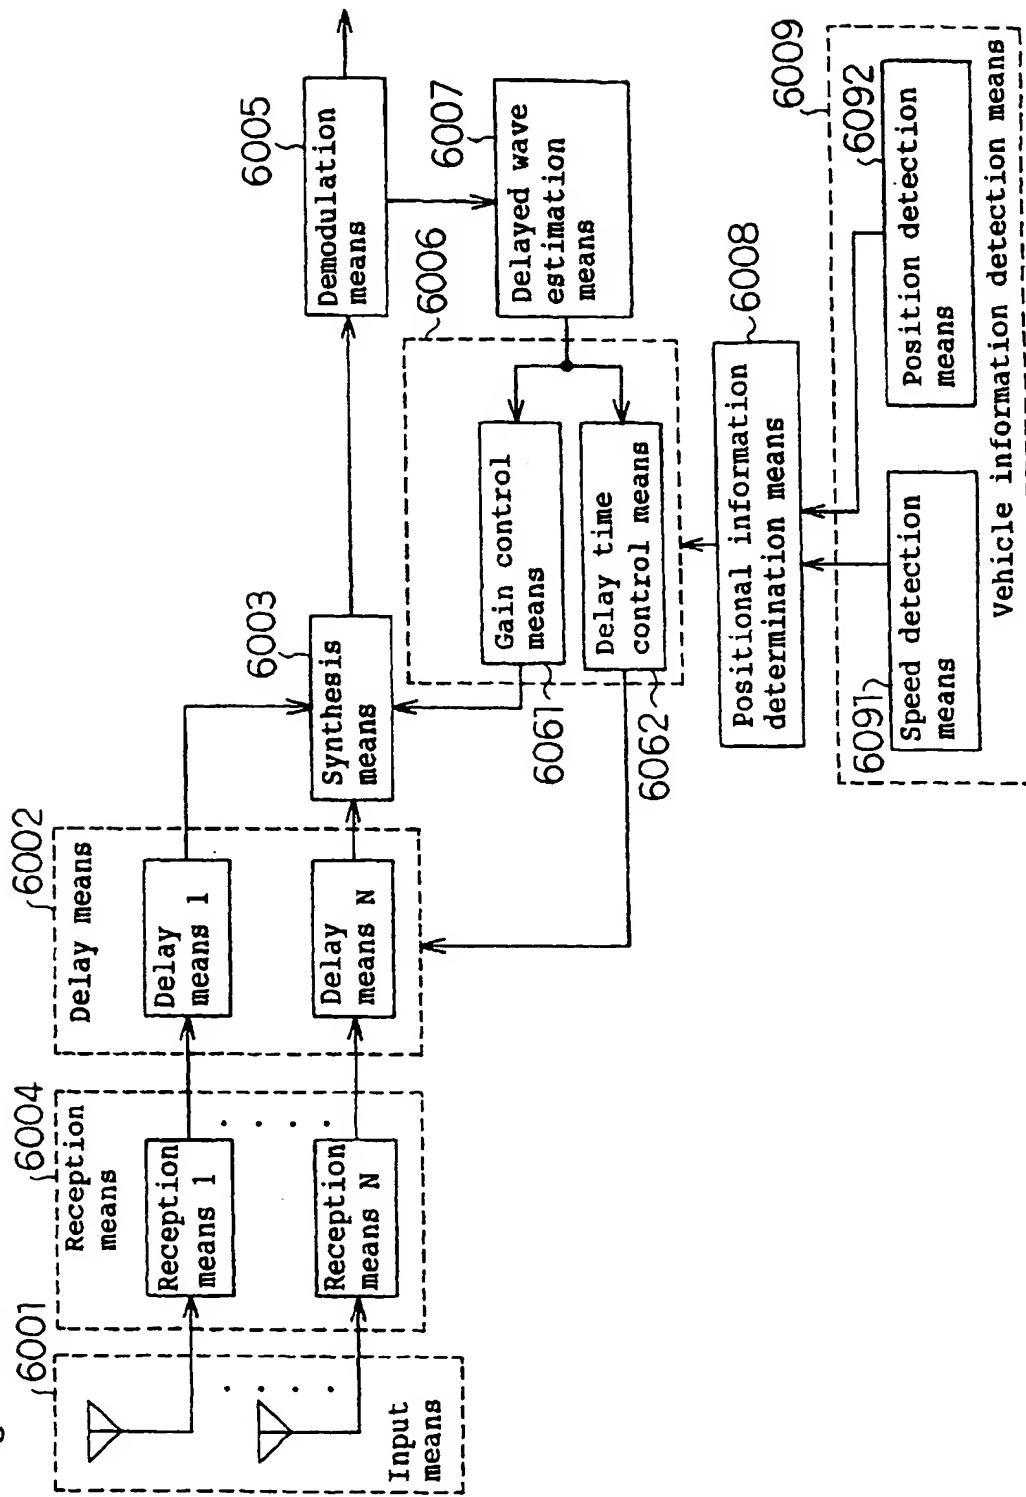 6001
Input
means
6004
Reception
means
Reception
means 1
Reception
means N
6002
Delay means
Delay
means 1
Delay
means N
6003
Synthesis
means
6005
Demodulation
means
6007
Delayed wave
estimation
means
6006
Gain control
means
6061
Delay time
control means
6062
6008
Positional information
determination means
6009
6091
Speed detection
means
6092
Position detection
means
Vehicle information detection means